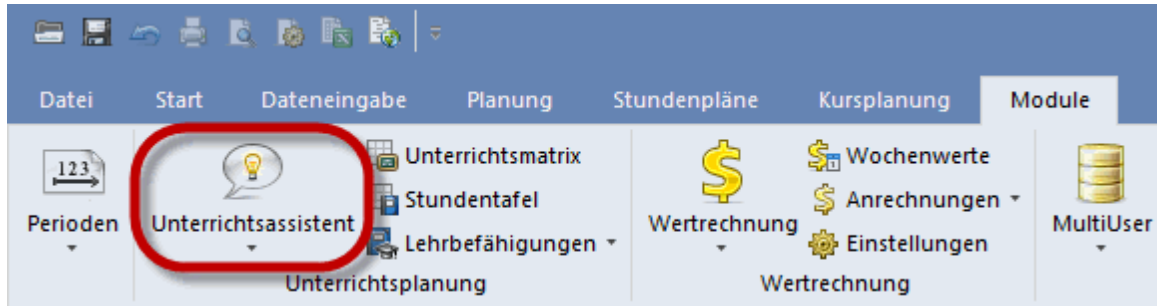 Datei Start Dateneingabe Planung Stundenpläne Kursplanung Module
123
Perioden
Unterrichtsassistent
Unterrichtsmatrix
Stundentafel
Lehrbefähigungen
Unterrichtsplanung
Wertrechnung
Wochenwerte
Anrechnungen
Einstellungen
Wertrechnung
MultiUser